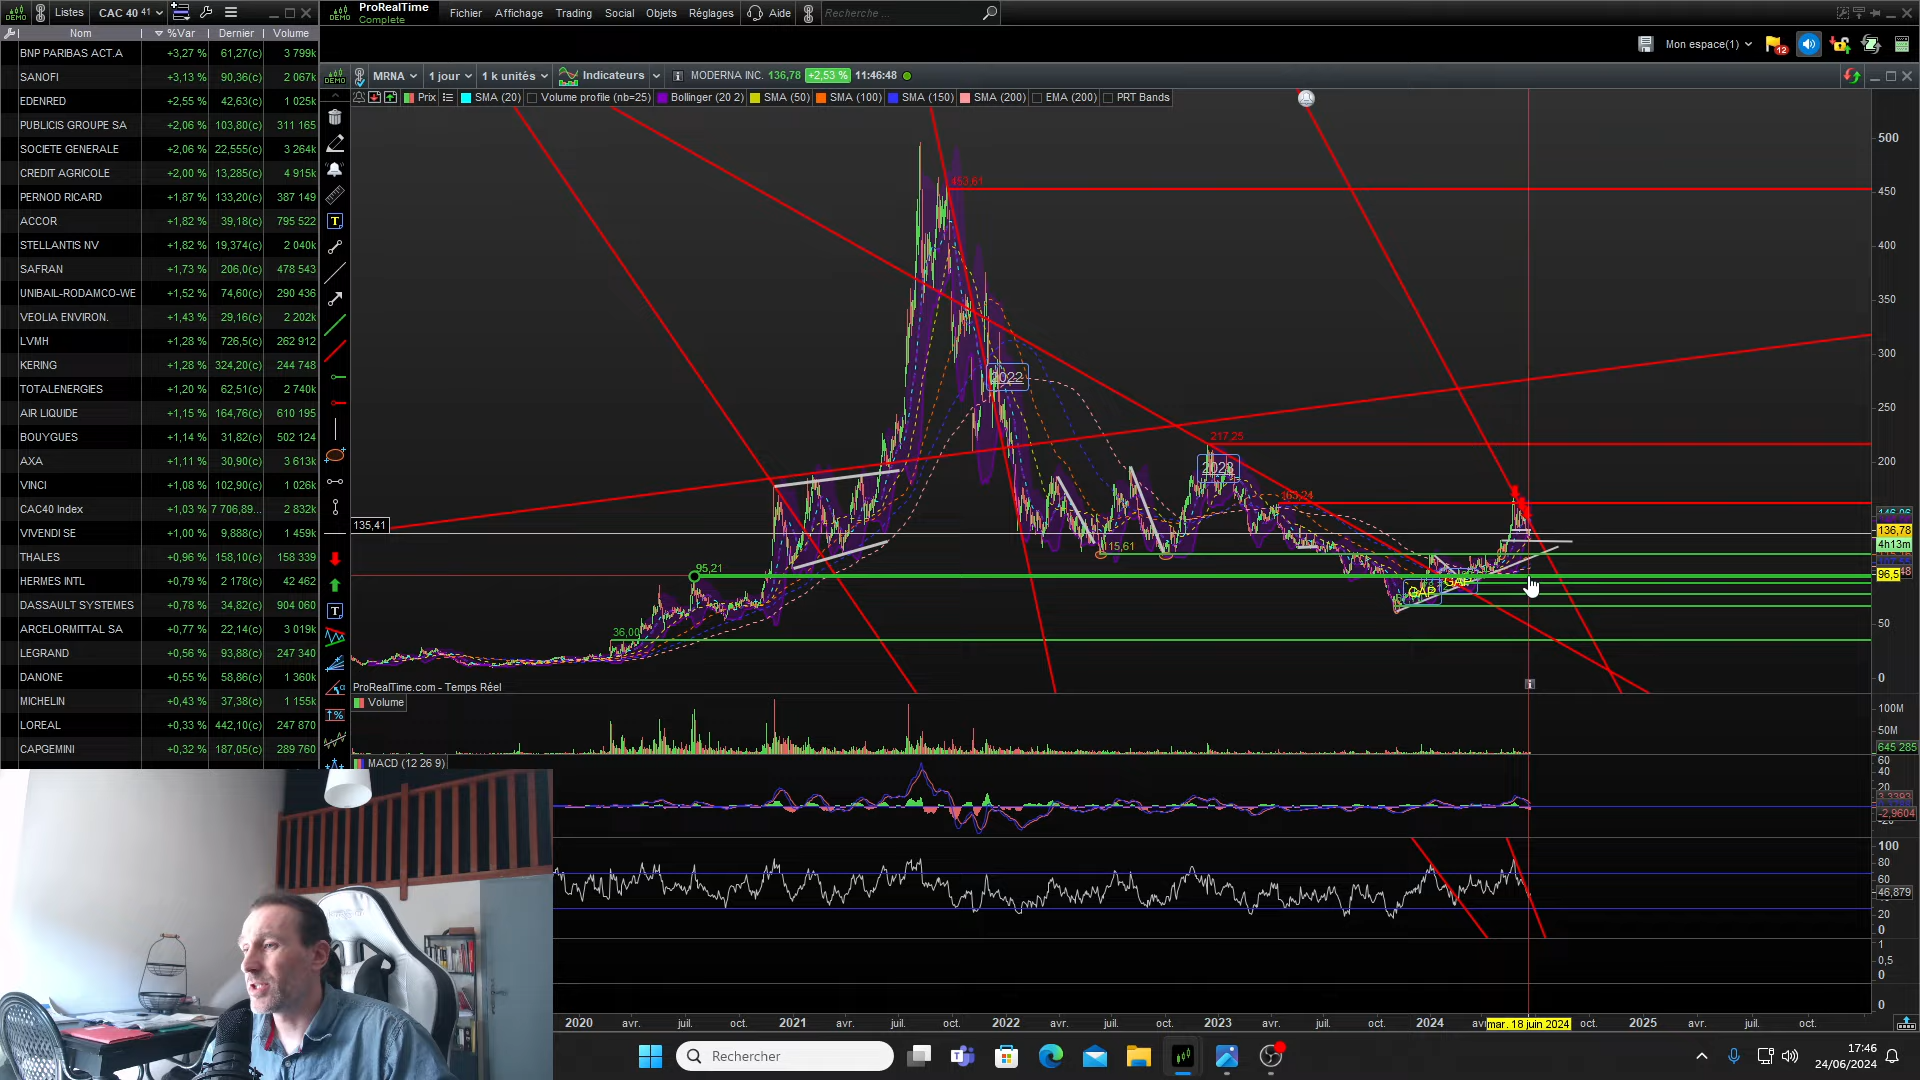 DEMO Listes CAC 40 41
DEMO ProRealTime Fichier Affichage Trading Social Objets Réglages Aide Recherche ...
Complete
Mon espace(1) 12
Nom %Var Dernier Volume
BNP PARIBAS ACT.A +3,27 % 61,27(c) 3 799k
SANOFI +3,13 % 90,36(c) 2 067k
EDENRED +2,55 % 42,63(c) 1 025k
PUBLICIS GROUPE SA +2,06 % 103,80(c) 311 165
SOCIETE GENERALE +2,06 % 22,555(c) 3 264k
CREDIT AGRICOLE +2,00 % 13,285(c) 4 915k
PERNOD RICARD +1,87 % 133,20(c) 387 149
ACCOR +1,82 % 39,18(c) 795 522
STELLANTIS NV +1,82 % 19,374(c) 2 040k
SAFRAN +1,73 % 206,0(c) 478 543
UNIBAIL-RODAMCO-WE +1,52 % 74,60(c) 290 436
VEOLIA ENVIRON. +1,43 % 29,16(c) 2 202k
LVMH +1,28 % 726,5(c) 262 912
KERING +1,28 % 324,20(c) 244 748
TOTALENERGIES +1,20 % 62,51(c) 2 740k
AIR LIQUIDE +1,15 % 164,76(c) 610 195
BOUYGUES +1,14 % 31,82(c) 502 124
AXA +1,11 % 30,90(c) 3 613k
VINCI +1,08 % 102,90(c) 1 026k
CAC40 Index +1,03 % 7 706,89... 2 832k
VIVENDI SE +1,00 % 9,888(c) 1 459k
THALES +0,96 % 158,10(c) 158 339
HERMES INTL +0,79 % 2 178(c) 42 462
DASSAULT SYSTEMES +0,78 % 34,82(c) 904 060
ARCELORMITTAL SA +0,77 % 22,14(c) 3 019k
LEGRAND +0,56 % 93,88(c) 247 340
DANONE +0,55 % 58,86(c) 1 360k
MICHELIN +0,43 % 37,38(c) 1 155k
LOREAL +0,33 % 442,10(c) 247 870
CAPGEMINI +0,32 % 187,05(c) 289 760
DEMO MRNA 1 jour 1 k unités Indicateurs MODERNA INC. 136,78 +2,53 % 11:46:48
Prix SMA (20) Volume profile (nb=25) Bollinger (20 2) SMA (50) SMA (100) SMA (150) SMA (200) EMA (200) PRT Bands
500
453,61
450
400
350
300
2022
250
217,25
2023
200
163,24
135,41
136,78
4h13m
115,61
95,21
96,5
GAP
GAP
36,00
50
0
ProRealTime.com - Temps Réel
Volume
100M
50M
645 285
MACD (12 26 9)
60
40
20
-2,9604
100
80
60
46,879
20
0
1
0,5
0
0
2020 avr. juil. oct. 2021 avr. juil. oct. 2022 avr. juil. oct. 2023 avr. juil. oct. 2024 mar. 18 juin 2024 oct. 2025 avr. juil. oct.
Rechercher
17:46
24/06/2024